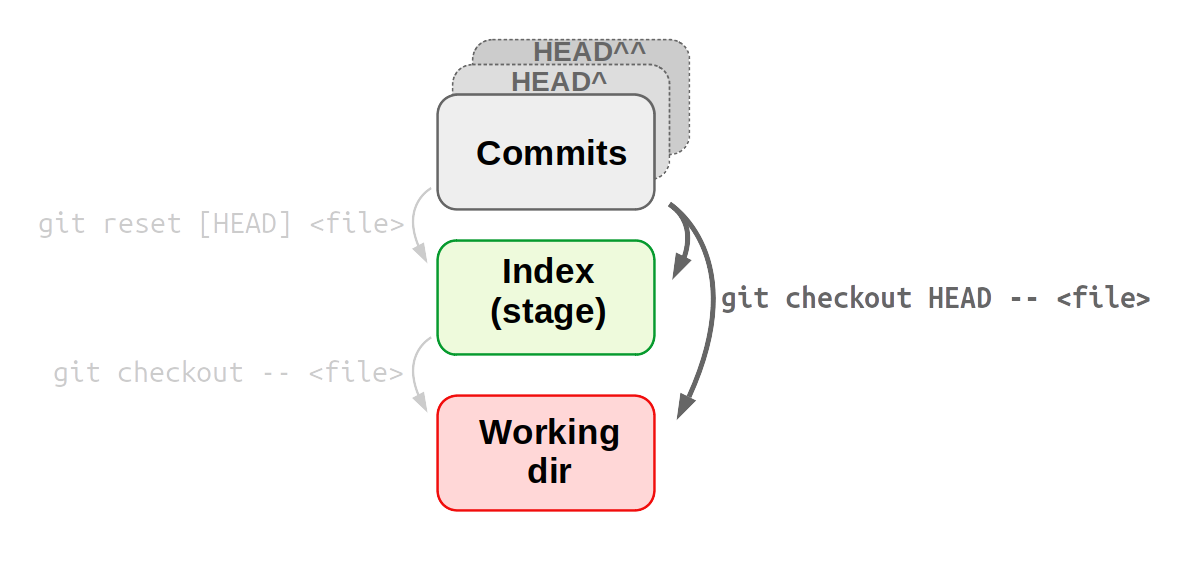 HEAD^^
HEAD^
Commits
git reset [HEAD] <file>
Index
(stage)
git checkout HEAD -- <file>
git checkout -- <file>
Working
dir